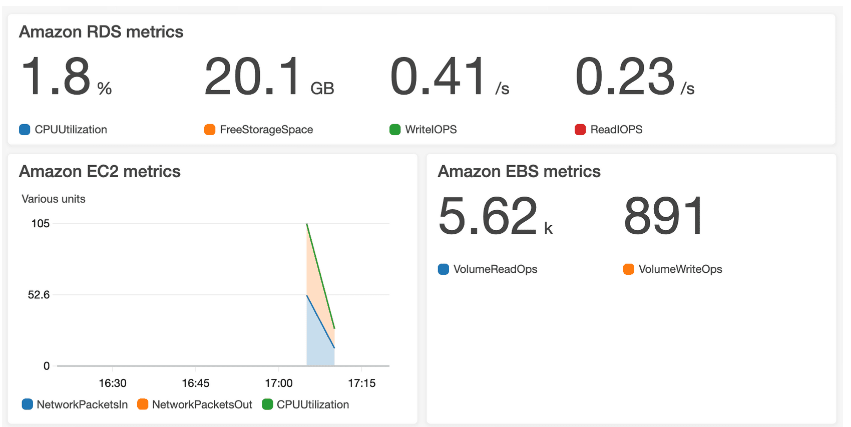 Amazon RDS metrics
1.8 % 20.1 GB 0.41 /s 0.23 /s
CPUUtilization FreeStorageSpace WriteIOPS ReadIOPS
Amazon EC2 metrics
Various units
105
52.6
0
16:30 16:45 17:00 17:15
NetworkPacketsIn NetworkPacketsOut CPUUtilization
Amazon EBS metrics
5.62 k 891
VolumeReadOps VolumeWriteOps